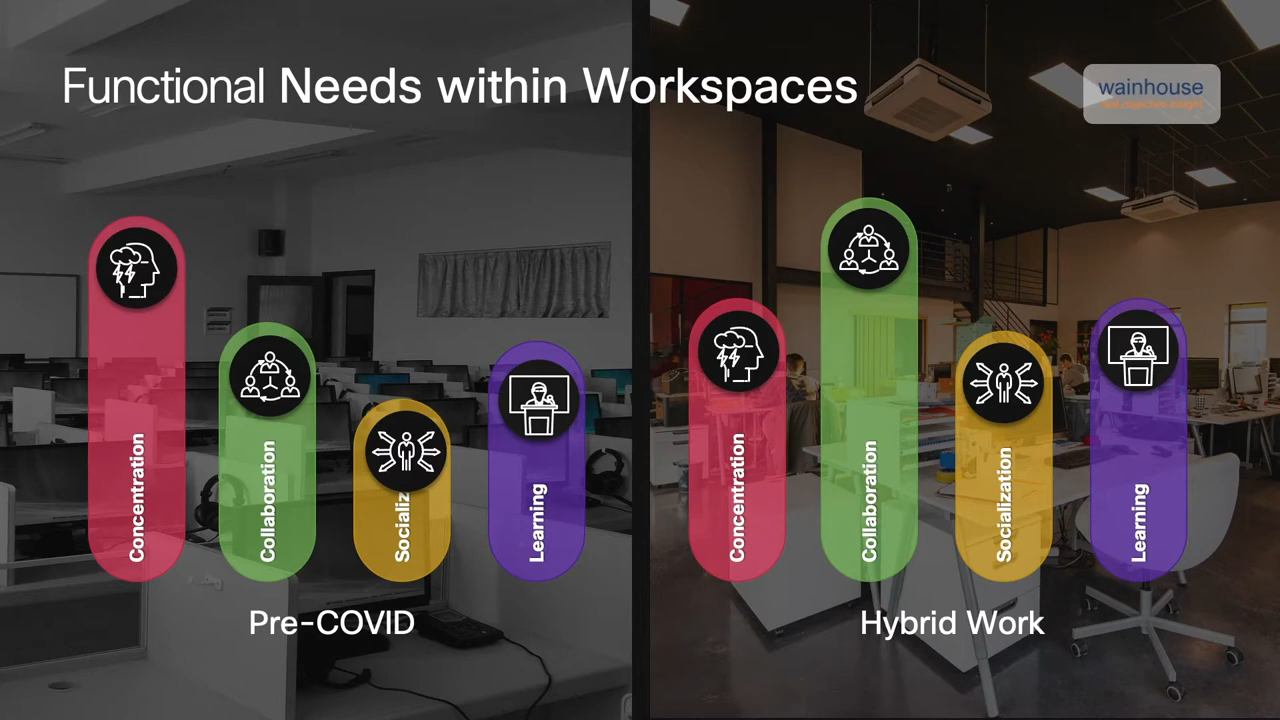 Functional Needs within Workspaces
wainhouse
Concentration
Collaboration
Socializ
Learning
Concentration
Collaboration
Socialization
Learning
Pre-COVID
Hybrid Work